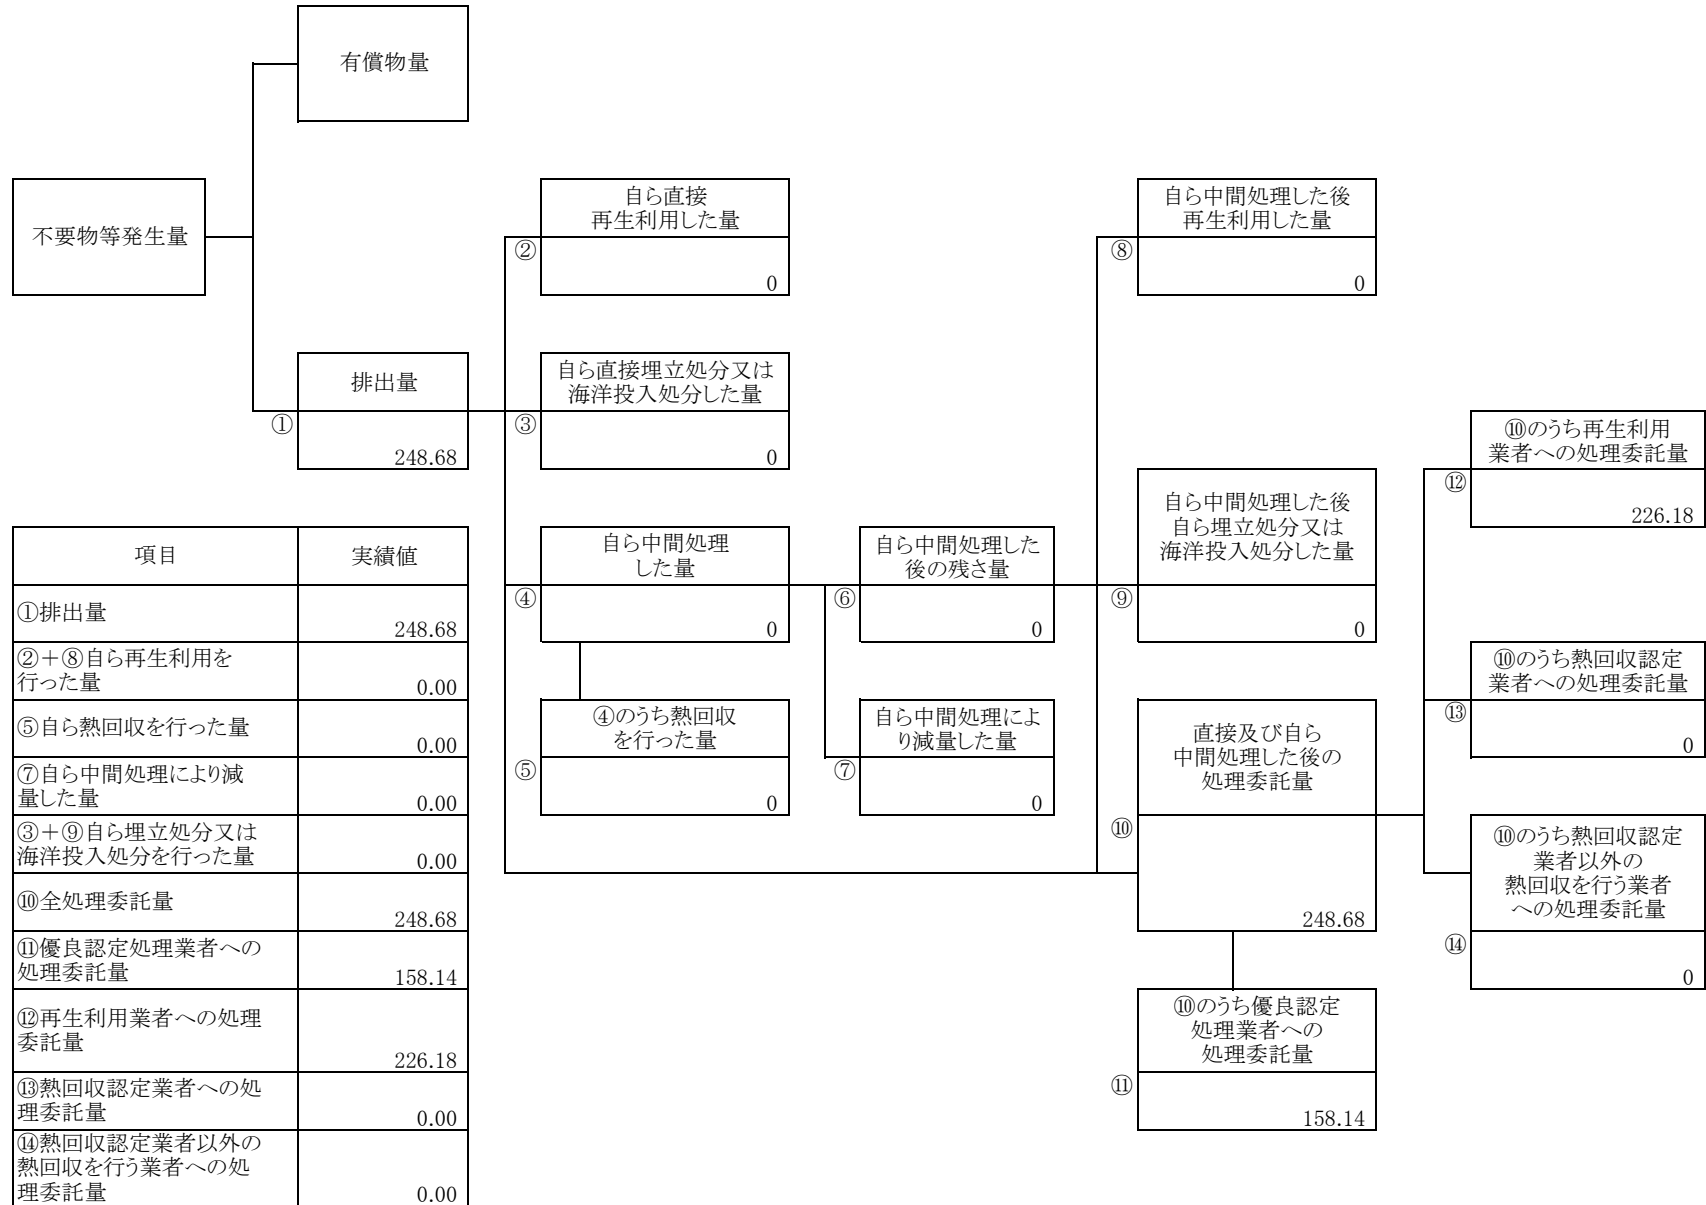 有償物量
不要物等発生量
自ら直接
再生利用した量
②
0
自ら中間処理した後
再生利用した量
⑧
0
排出量
①
248.68
自ら直接埋立処分又は
海洋投入処分した量
③
0
⑩のうち再生利用
業者への処理委託量
⑫
226.18
自ら中間処理
した量
④
0
自ら中間処理した
後の残さ量
⑥
0
自ら中間処理した後
自ら埋立処分又は
海洋投入処分した量
⑨
0
④のうち熱回収
を行った量
⑤
0
自ら中間処理によ
り減量した量
⑦
0
直接及び自ら
中間処理した後の
処理委託量
⑩
248.68
⑩のうち熱回収認定
業者への処理委託量
⑬
0
⑩のうち熱回収認定
業者以外の
熱回収を行う業者
への処理委託量
⑭
0
⑩のうち優良認定
処理業者への
処理委託量
⑪
158.14
項目
実績値
①排出量
248.68
②＋⑧自ら再生利用を
行った量
0.00
⑤自ら熱回収を行った量
0.00
⑦自ら中間処理により減
量した量
0.00
③＋⑨自ら埋立処分又は
海洋投入処分を行った量
0.00
⑩全処理委託量
248.68
⑪優良認定処理業者への
処理委託量
158.14
⑫再生利用業者への処理
委託量
226.18
⑬熱回収認定業者への処
理委託量
0.00
⑭熱回収認定業者以外の
熱回収を行う業者への処
理委託量
0.00